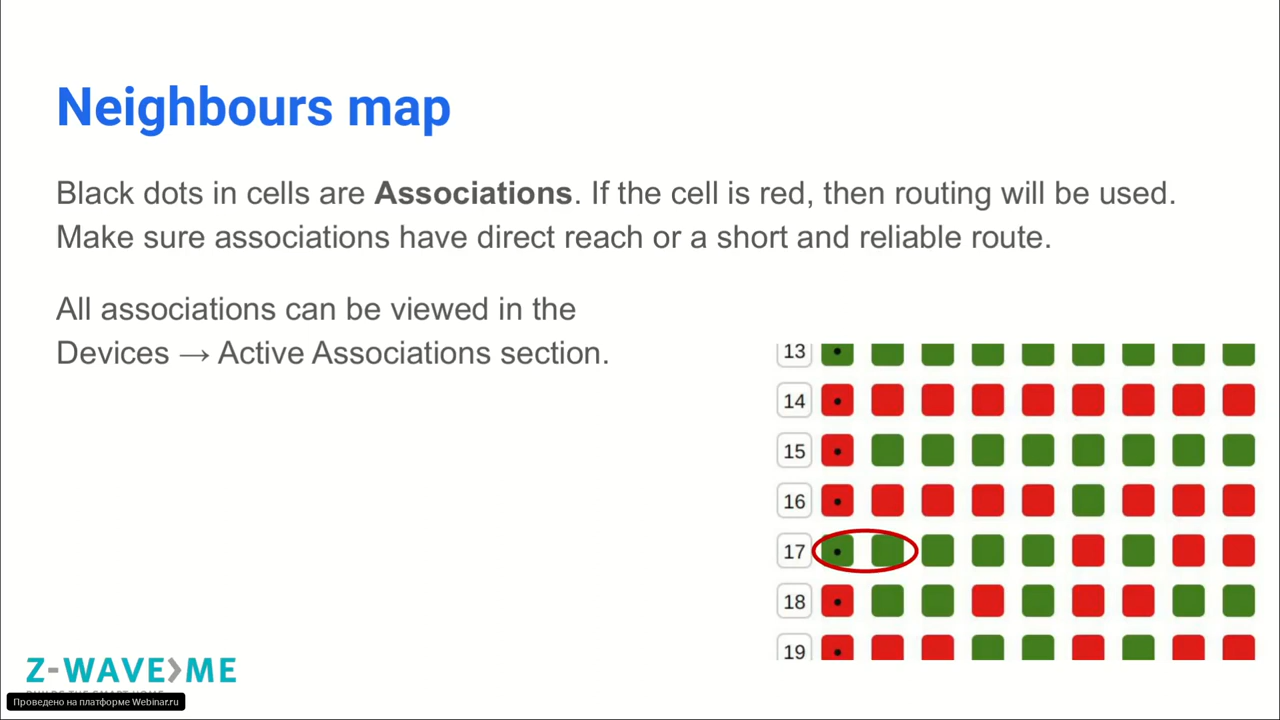 Neighbours map
Black dots in cells are Associations. If the cell is red, then routing will be used.
Make sure associations have direct reach or a short and reliable route.
All associations can be viewed in the
Devices → Active Associations section.
13
14
15
16
17
18
19
Z-WAVE>ME
Проведено на платформе Webinar.ru